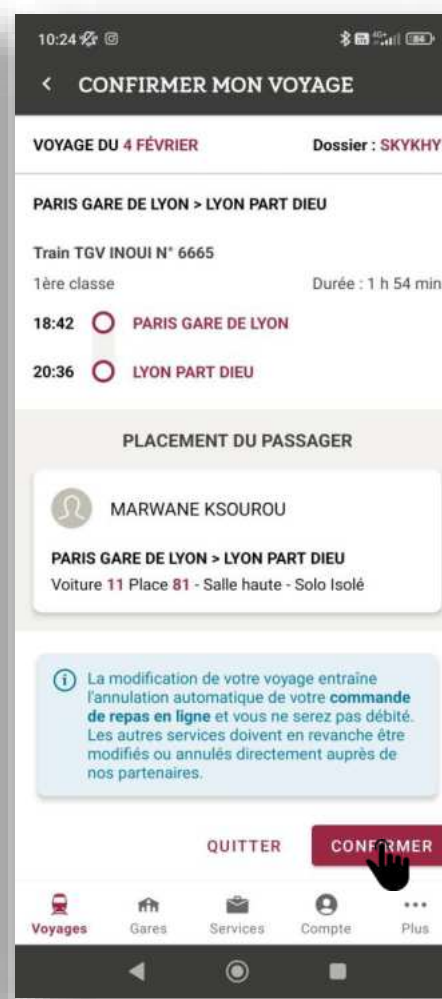 10:24
84
< CONFIRMER MON VOYAGE
VOYAGE DU 4 FÉVRIER Dossier : SKYKHY
PARIS GARE DE LYON > LYON PART DIEU
Train TGV INOUI N° 6665
1ère classe Durée : 1 h 54 min
18:42 PARIS GARE DE LYON
20:36 LYON PART DIEU
PLACEMENT DU PASSAGER
MARWANE KSOUROU
PARIS GARE DE LYON > LYON PART DIEU
Voiture 11 Place 81 - Salle haute - Solo Isolé
La modification de votre voyage entraîne
l'annulation automatique de votre commande
de repas en ligne et vous ne serez pas débité.
Les autres services doivent en revanche être
modifiés ou annulés directement auprès de
nos partenaires.
QUITTER CONFIRMER
Voyages Gares Services Compte Plus